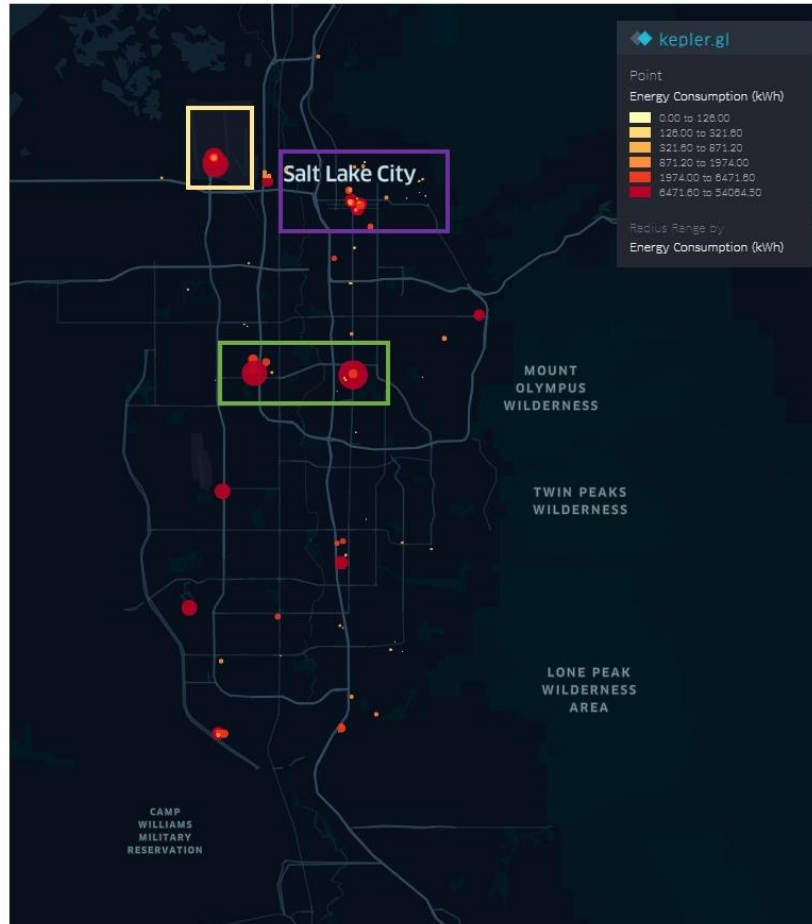 kepler.gl
Point
Energy Consumption (kWh)
0.00 to 126.00
126.00 to 321.60
321.60 to 871.20
871.20 to 1974.00
1974.00 to 6471.60
6471.60 to 54064.50
Radius Range by
Energy Consumption (kWh)
Salt Lake City
MOUNT
OLYMPUS
WILDERNESS
TWIN PEAKS
WILDERNESS
LONE PEAK
WILDERNESS
AREA
CAMP
WILLIAMS
MILITARY
RESERVATION